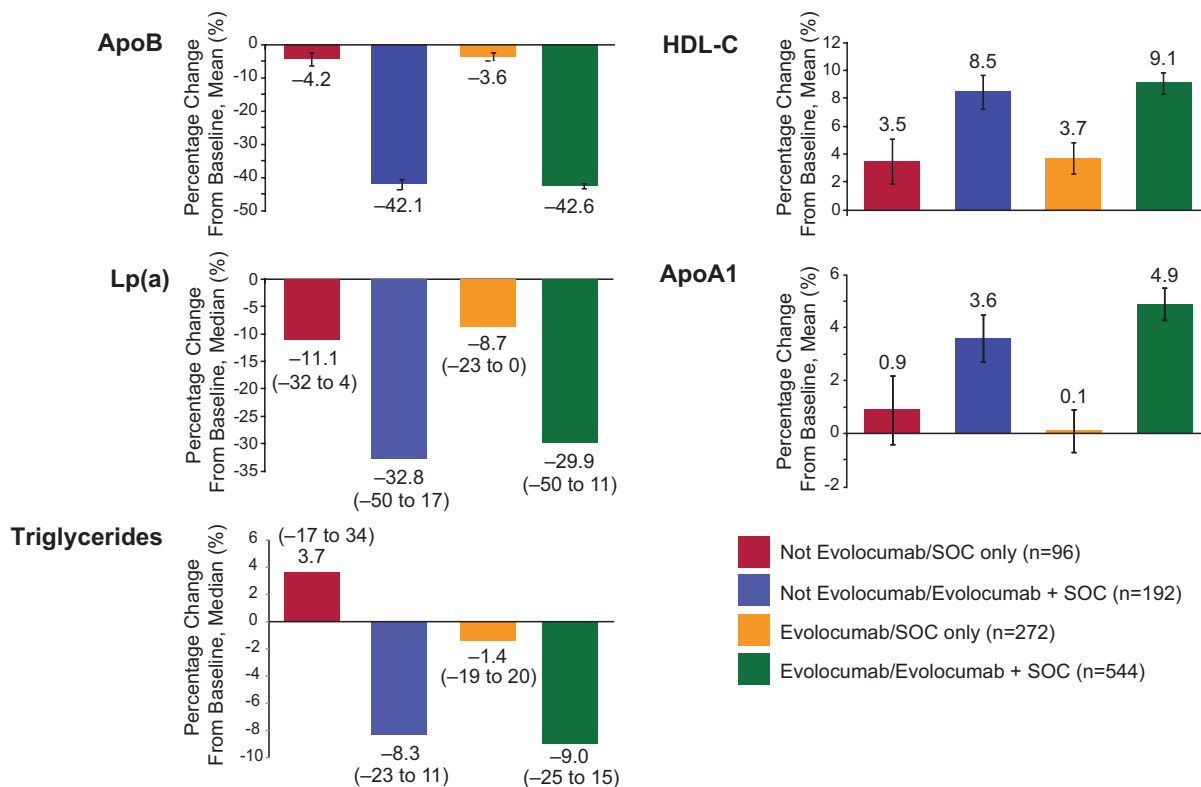 ApoB
Percentage Change
From Baseline, Mean (%)
0
-5
-10
-15
-20
-30
-40
-50
–4.2
–42.1
–3.6
–42.6
HDL-C
Percentage Change
From Baseline, Mean (%)
12
10
8
6
4
2
0
3.5
8.5
3.7
9.1
Lp(a)
Percentage Change
From Baseline, Median (%)
0
-5
-10
-15
-20
-25
-30
-35
–11.1
(–32 to 4)
–32.8
(–50 to 17)
–8.7
(–23 to 0)
–29.9
(–50 to 11)
ApoA1
Percentage Change
From Baseline, Mean (%)
6
4
2
0
-2
0.9
3.6
0.1
4.9
Triglycerides
Percentage Change
From Baseline, Median (%)
6
4
2
0
-2
-4
-6
-8
-10
(–17 to 34)
3.7
–8.3
(–23 to 11)
–1.4
(–19 to 20)
–9.0
(–25 to 15)
Not Evolocumab/SOC only (n=96)
Not Evolocumab/Evolocumab + SOC (n=192)
Evolocumab/SOC only (n=272)
Evolocumab/Evolocumab + SOC (n=544)